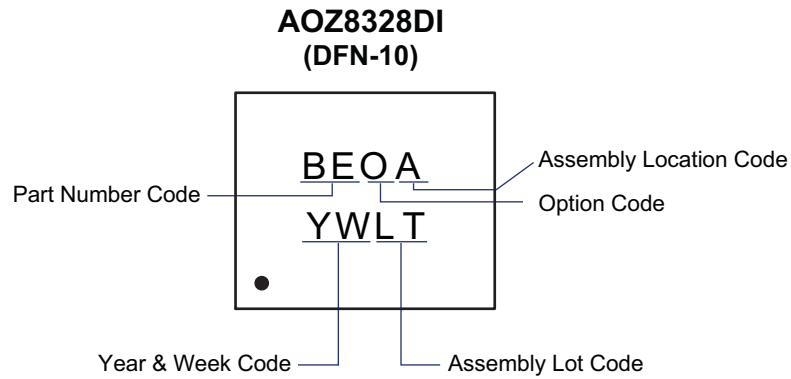 AOZ8328DI
(DFN-10)
BEOA
Assembly Location Code
Part Number Code
Option Code
YWLT
Year & Week Code
Assembly Lot Code